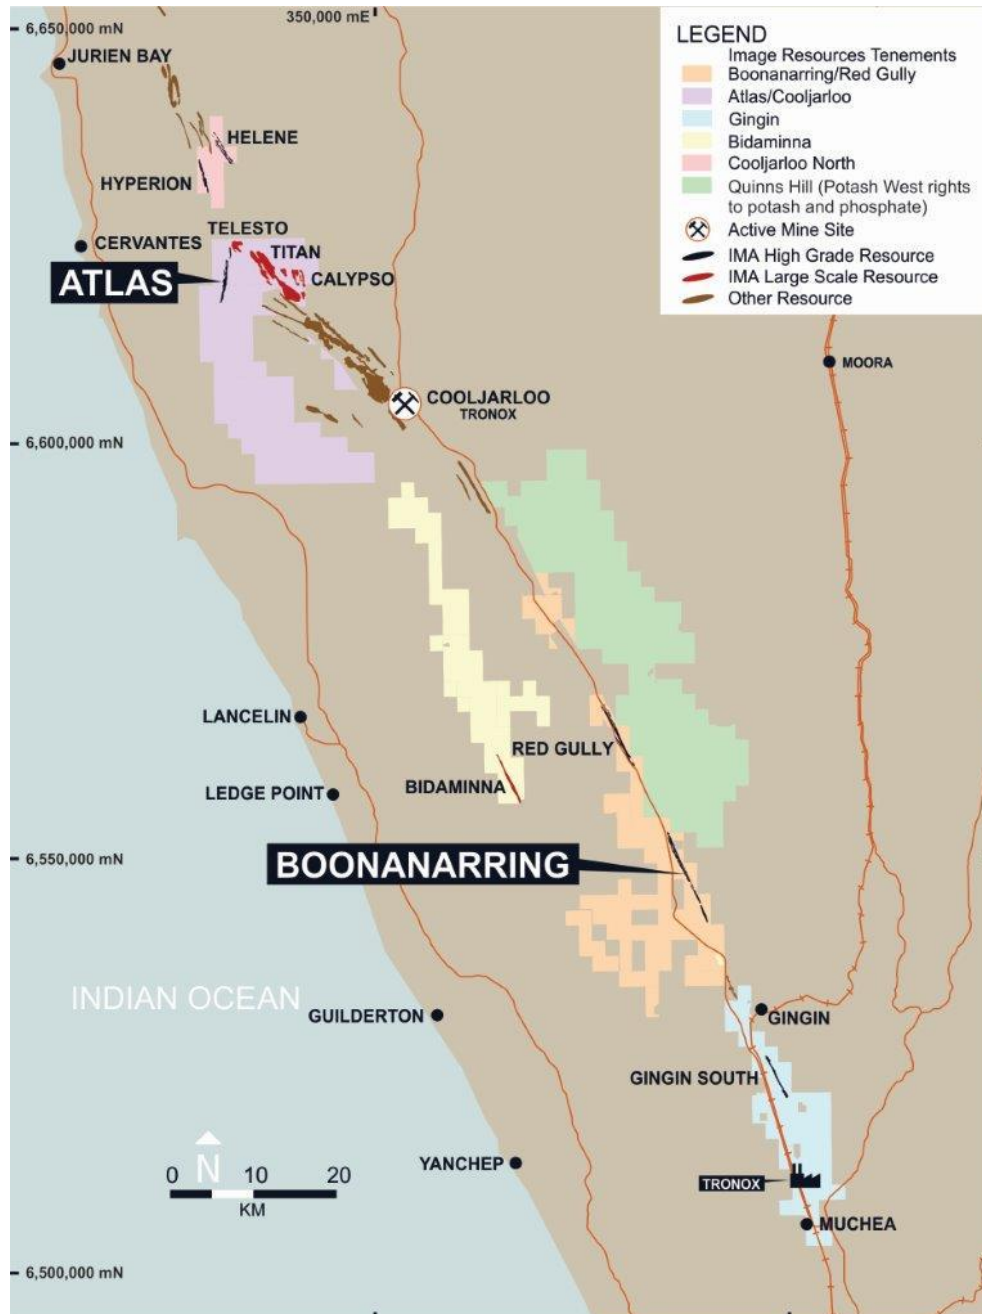 350,000 mE
6,650,000 mN
JURIEN BAY
LEGEND
Image Resources Tenements
Boonanarring/Red Gully
Atlas/Cooljarloo
Gingin
Bidaminna
Cooljarloo North
Quinns Hill (Potash West rights
to potash and phosphate)
Active Mine Site
IMA High Grade Resource
IMA Large Scale Resource
Other Resource
HELENE
HYPERION
TELESTO
CERVANTES
TITAN
ATLAS
CALYPSO
MOORA
COOLJARLOO
TRONOX
6,600,000 mN
LANCELIN
RED GULLY
BIDAMINNA
LEDGE POINT
6,550,000 mN
BOONANARRING
INDIAN OCEAN
GUILDERTON
GINGIN
GINGIN SOUTH
YANCHEP
N
0 10 20
KM
TRONOX
MUCHEA
6,500,000 mN